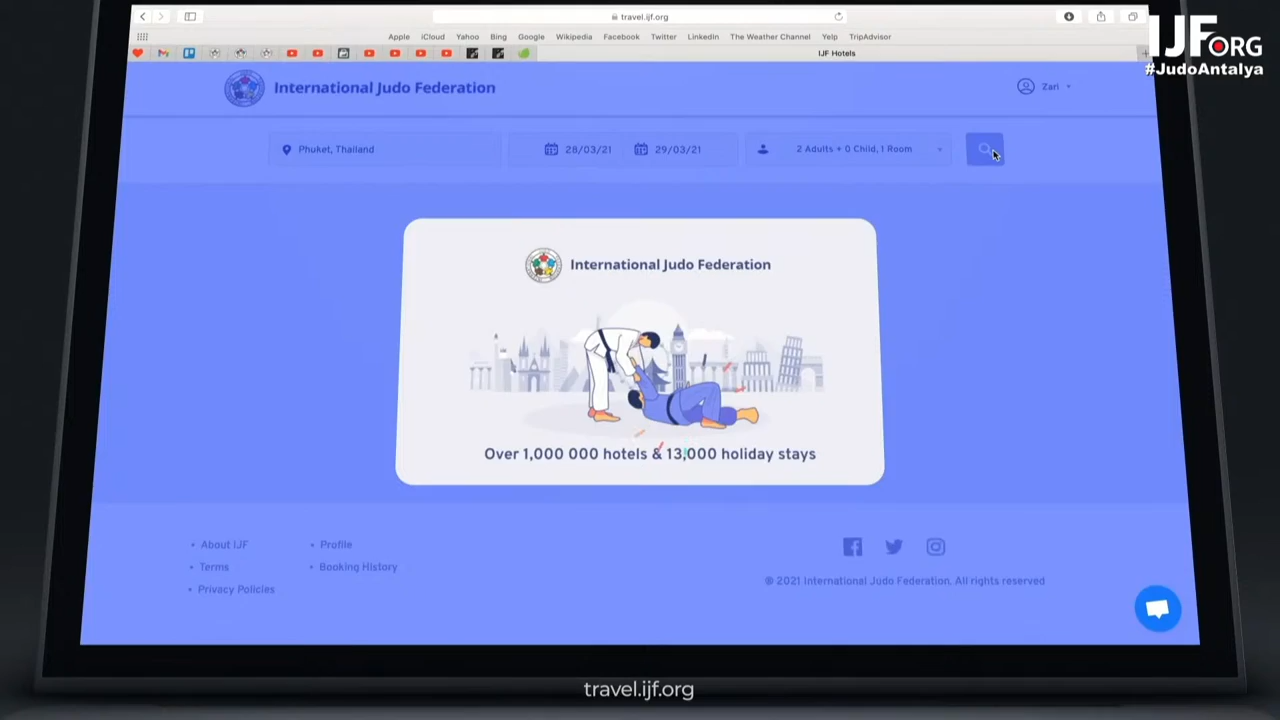 travel.ijf.org
IJF.ORG
#JudoAntalya
Apple iCloud Yahoo Bing Google Wikipedia Facebook Twitter LinkedIn The Weather Channel Yelp TripAdvisor
IJF Hotels
International Judo Federation
Zari
Phuket, Thailand
28/03/21
29/03/21
2 Adults + 0 Child, 1 Room
International Judo Federation
Over 1,000 000 hotels & 13,000 holiday stays
• About IJF
• Profile
• Terms
• Booking History
• Privacy Policies
© 2021 International Judo Federation. All rights reserved
travel.ijf.org